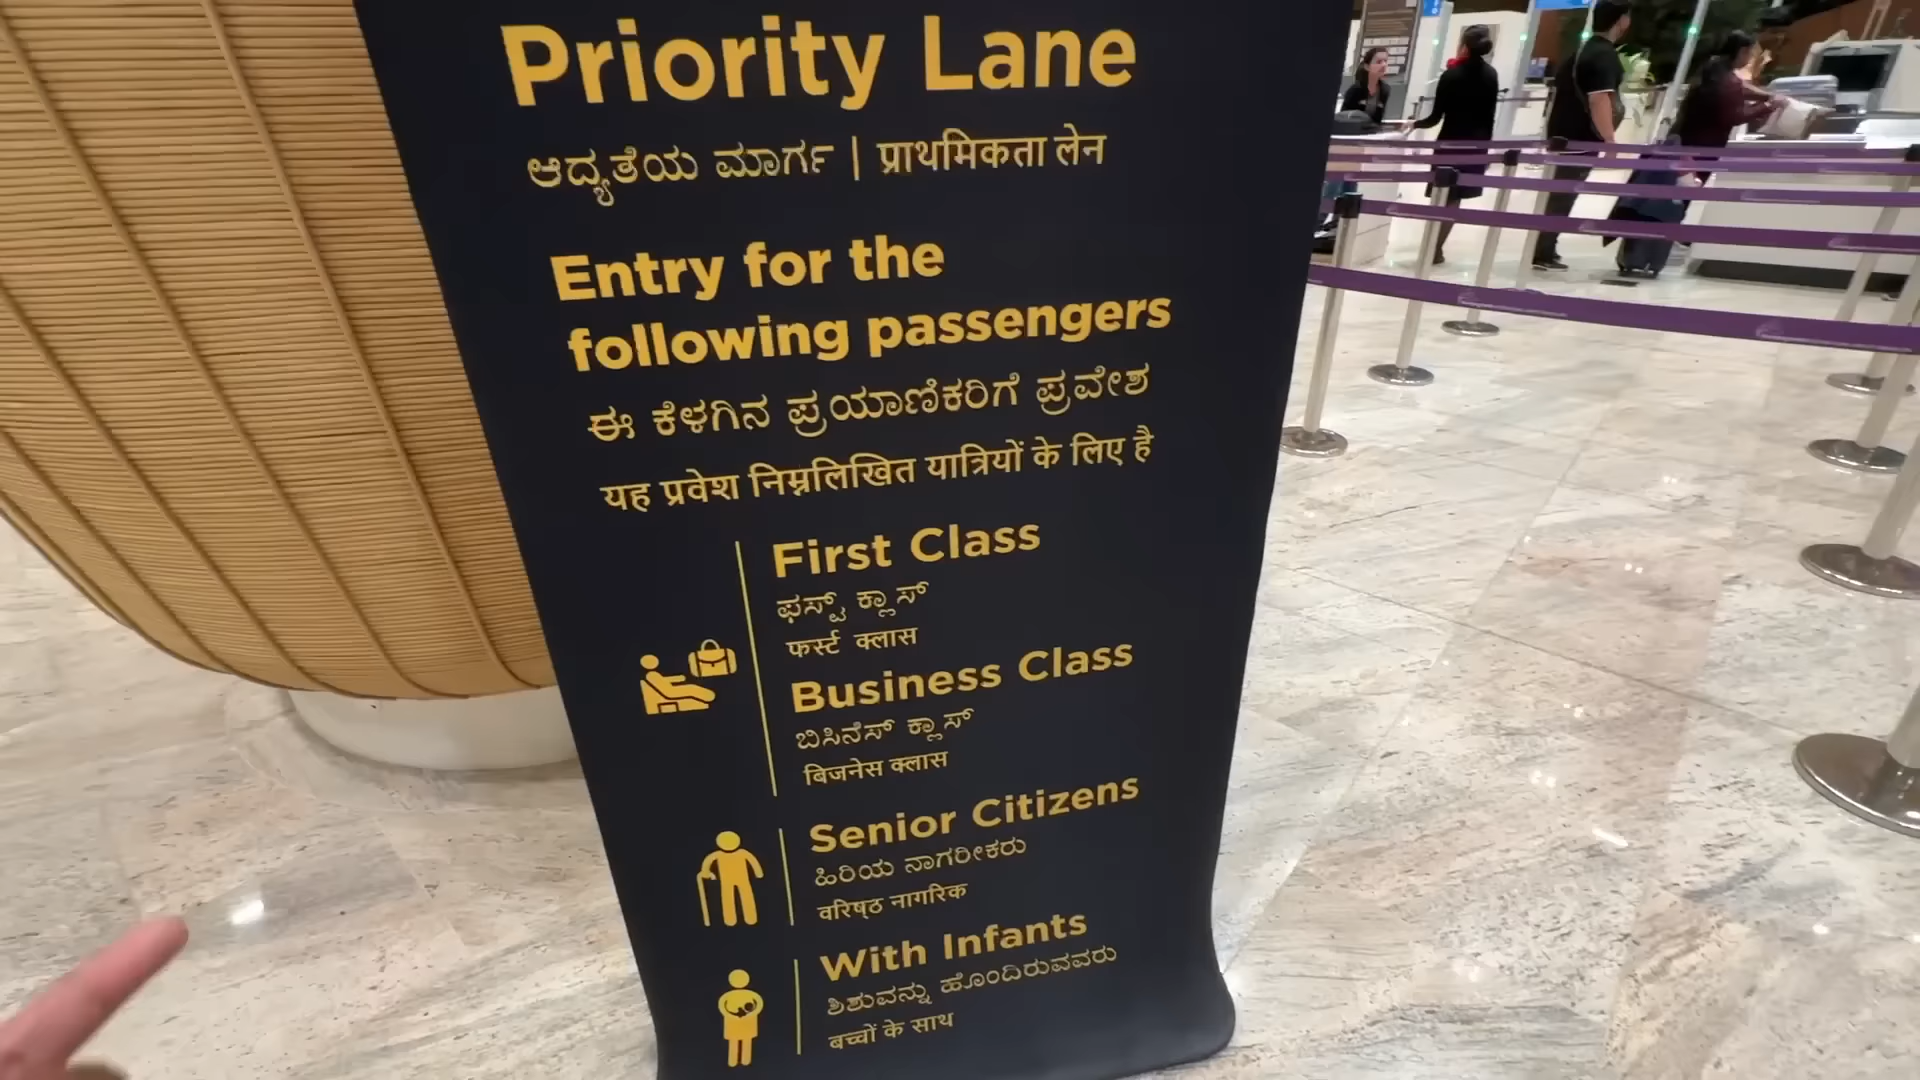 Priority Lane
ಆದ್ಯತೆಯ ಮಾರ್ಗ | प्राथमिकता लेन
Entry for the
following passengers
ಈ ಕೆಳಗಿನ ಪ್ರಯಾಣಿಕರಿಗೆ ಪ್ರವೇಶ
यह प्रवेश निम्नलिखित यात्रियों के लिए है
First Class
ಫಸ್ಟ್ ಕ್ಲಾಸ್
फर्स्ट क्लास
Business Class
ಬಿಸಿನೆಸ್ ಕ್ಲಾಸ್
बिजनेस क्लास
Senior Citizens
ಹಿರಿಯ ನಾಗರೀಕರು
वरिष्ठ नागरिक
With Infants
ಶಿಶುವನ್ನು ಹೊಂದಿರುವವರು
बच्चों के साथ